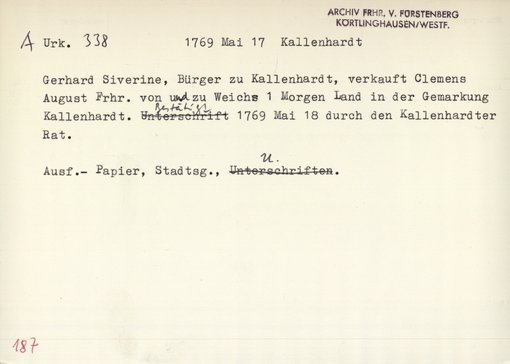 ARCHIV FRHR. V. FÜRSTENBERG
KÖRTLINGHAUSEN/WESTF.
A Urk. 338 1769 Mai 17 Kallenhardt
Gerhard Siverine, Bürger zu Kallenhardt, verkauft Clemens
August Frhr. von und zu Weichs 1 Morgen Land in der Gemarkung
Kallenhardt. Unterschrift Bestätigt 1769 Mai 18 durch den Kallenhardter
Rat.
Ausf.- Papier, Stadtsg., Unterschriften U.
187